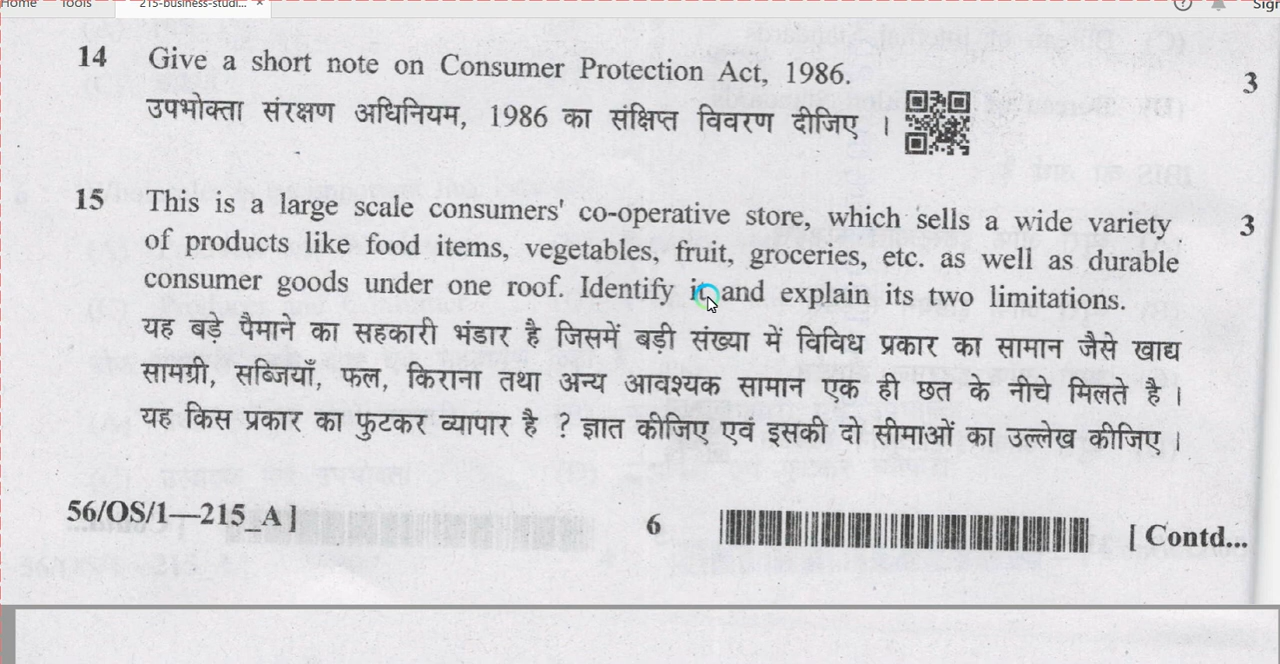 Home Tools 215-business-studi... ×
14 Give a short note on Consumer Protection Act, 1986. 3
उपभोक्ता संरक्षण अधिनियम, 1986 का संक्षिप्त विवरण दीजिए ।
15 This is a large scale consumers' co-operative store, which sells a wide variety 3
of products like food items, vegetables, fruit, groceries, etc. as well as durable
consumer goods under one roof. Identify it and explain its two limitations.
यह बड़े पैमाने का सहकारी भंडार है जिसमें बड़ी संख्या में विविध प्रकार का सामान जैसे खाद्य
सामग्री, सब्जियाँ, फल, किराना तथा अन्य आवश्यक सामान एक ही छत के नीचे मिलते है ।
यह किस प्रकार का फुटकर व्यापार है ? ज्ञात कीजिए एवं इसकी दो सीमाओं का उल्लेख कीजिए ।
56/OS/1—215_A] 6 [ Contd...